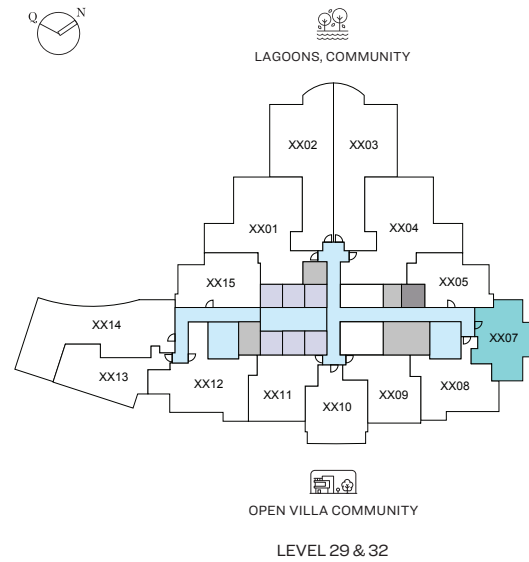 Q N
LAGOONS, COMMUNITY
XX02 XX03
XX01 XX04
XX15 XX05
XX14 XX07
XX13 XX12 XX11 XX10 XX09 XX08
OPEN VILLA COMMUNITY
LEVEL 29 & 32